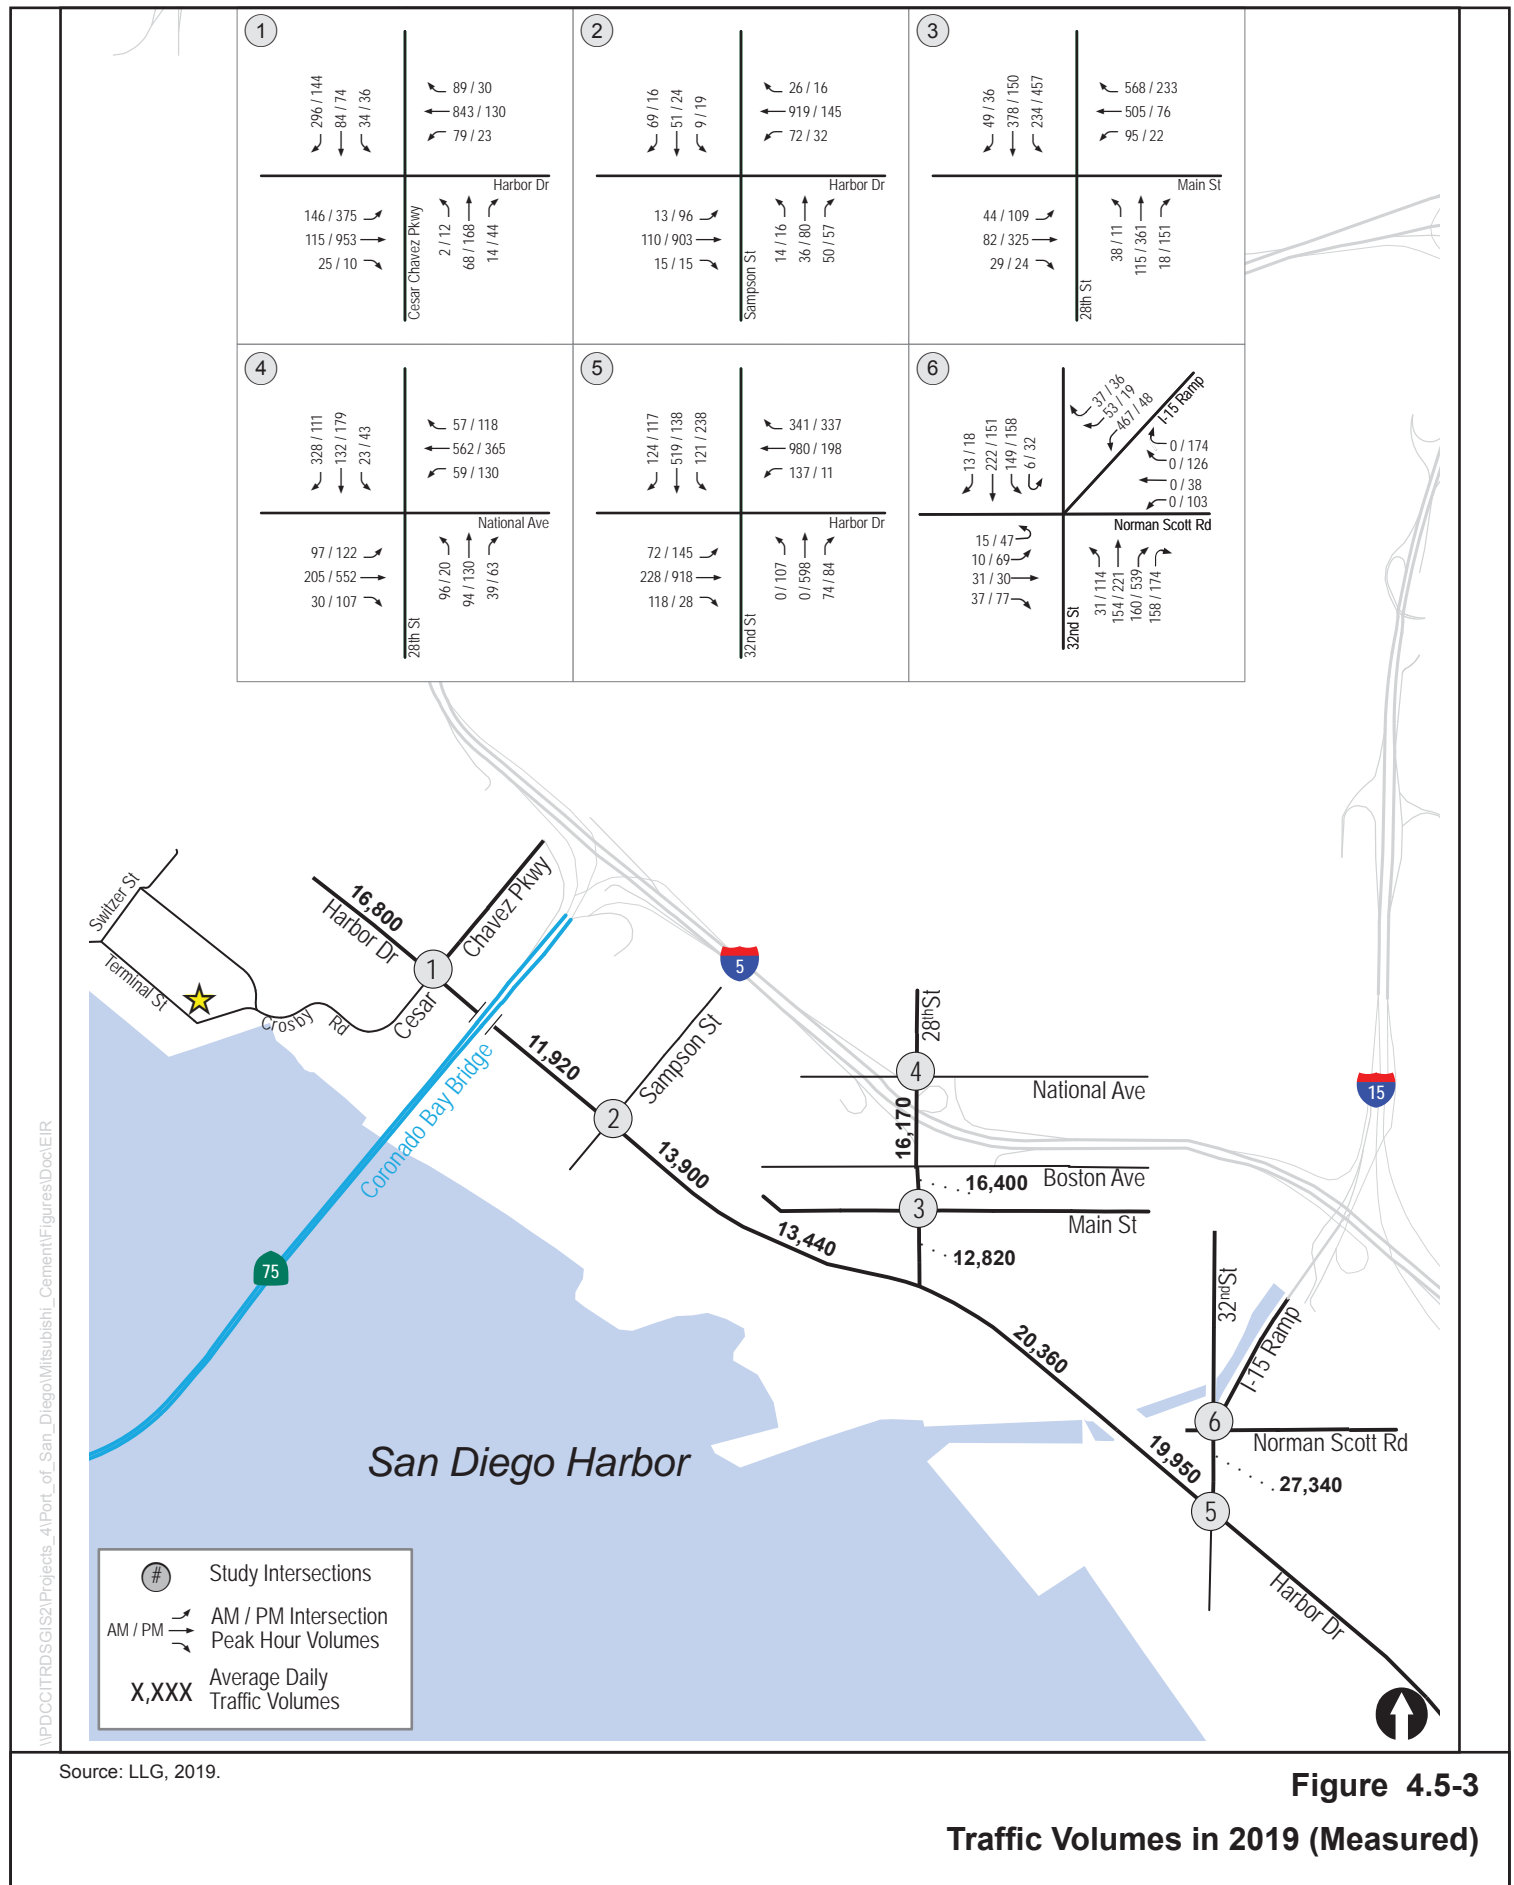 1
296 / 144
84 / 74
34 / 36
89 / 30
843 / 130
79 / 23
Harbor Dr
146 / 375
115 / 953
25 / 10
Cesar Chavez Pkwy
2 / 12
68 / 168
14 / 44
2
69 / 16
51 / 24
9 / 19
26 / 16
919 / 145
72 / 32
Harbor Dr
13 / 96
110 / 903
15 / 15
Sampson St
14 / 16
36 / 80
50 / 57
3
49 / 36
378 / 150
234 / 457
568 / 233
505 / 76
95 / 22
Main St
44 / 109
82 / 325
29 / 24
28th St
38 / 11
115 / 361
18 / 151
4
328 / 111
132 / 179
23 / 43
57 / 118
562 / 365
59 / 130
National Ave
97 / 122
205 / 552
30 / 107
28th St
96 / 20
94 / 130
39 / 63
5
124 / 117
519 / 138
121 / 238
341 / 337
980 / 198
137 / 11
Harbor Dr
72 / 145
228 / 918
118 / 28
32nd St
0 / 107
0 / 598
74 / 84
6
13 / 18
222 / 151
149 / 158
6 / 32
37 / 36
53 / 19
467 / 48
I-15 Ramp
0 / 174
0 / 126
0 / 38
0 / 103
Norman Scott Rd
15 / 47
10 / 69
31 / 30
37 / 77
32nd St
31 / 114
154 / 221
160 / 539
158 / 174
Switzer St
Terminal St
Crosby Rd
16,800
Harbor Dr
1
Cesar Chavez Pkwy
5
11,920
Sampson St
2
Coronado Bay Bridge
75
13,900
13,440
28thSt
4
National Ave
16,170
16,400
Boston Ave
3
Main St
12,820
15
20,360
32ndSt
I-15 Ramp
6
Norman Scott Rd
19,950
27,340
5
Harbor Dr
San Diego Harbor
# Study Intersections
AM / PM
AM / PM Intersection
Peak Hour Volumes
X,XXX
Average Daily
Traffic Volumes
\\PDCCITRDSGIS2\Projects_4\Port_of_San_Diego\Mitsubishi_Cement\Figures\Doc\EIR
Source: LLG, 2019.
Figure 4.5-3
Traffic Volumes in 2019 (Measured)